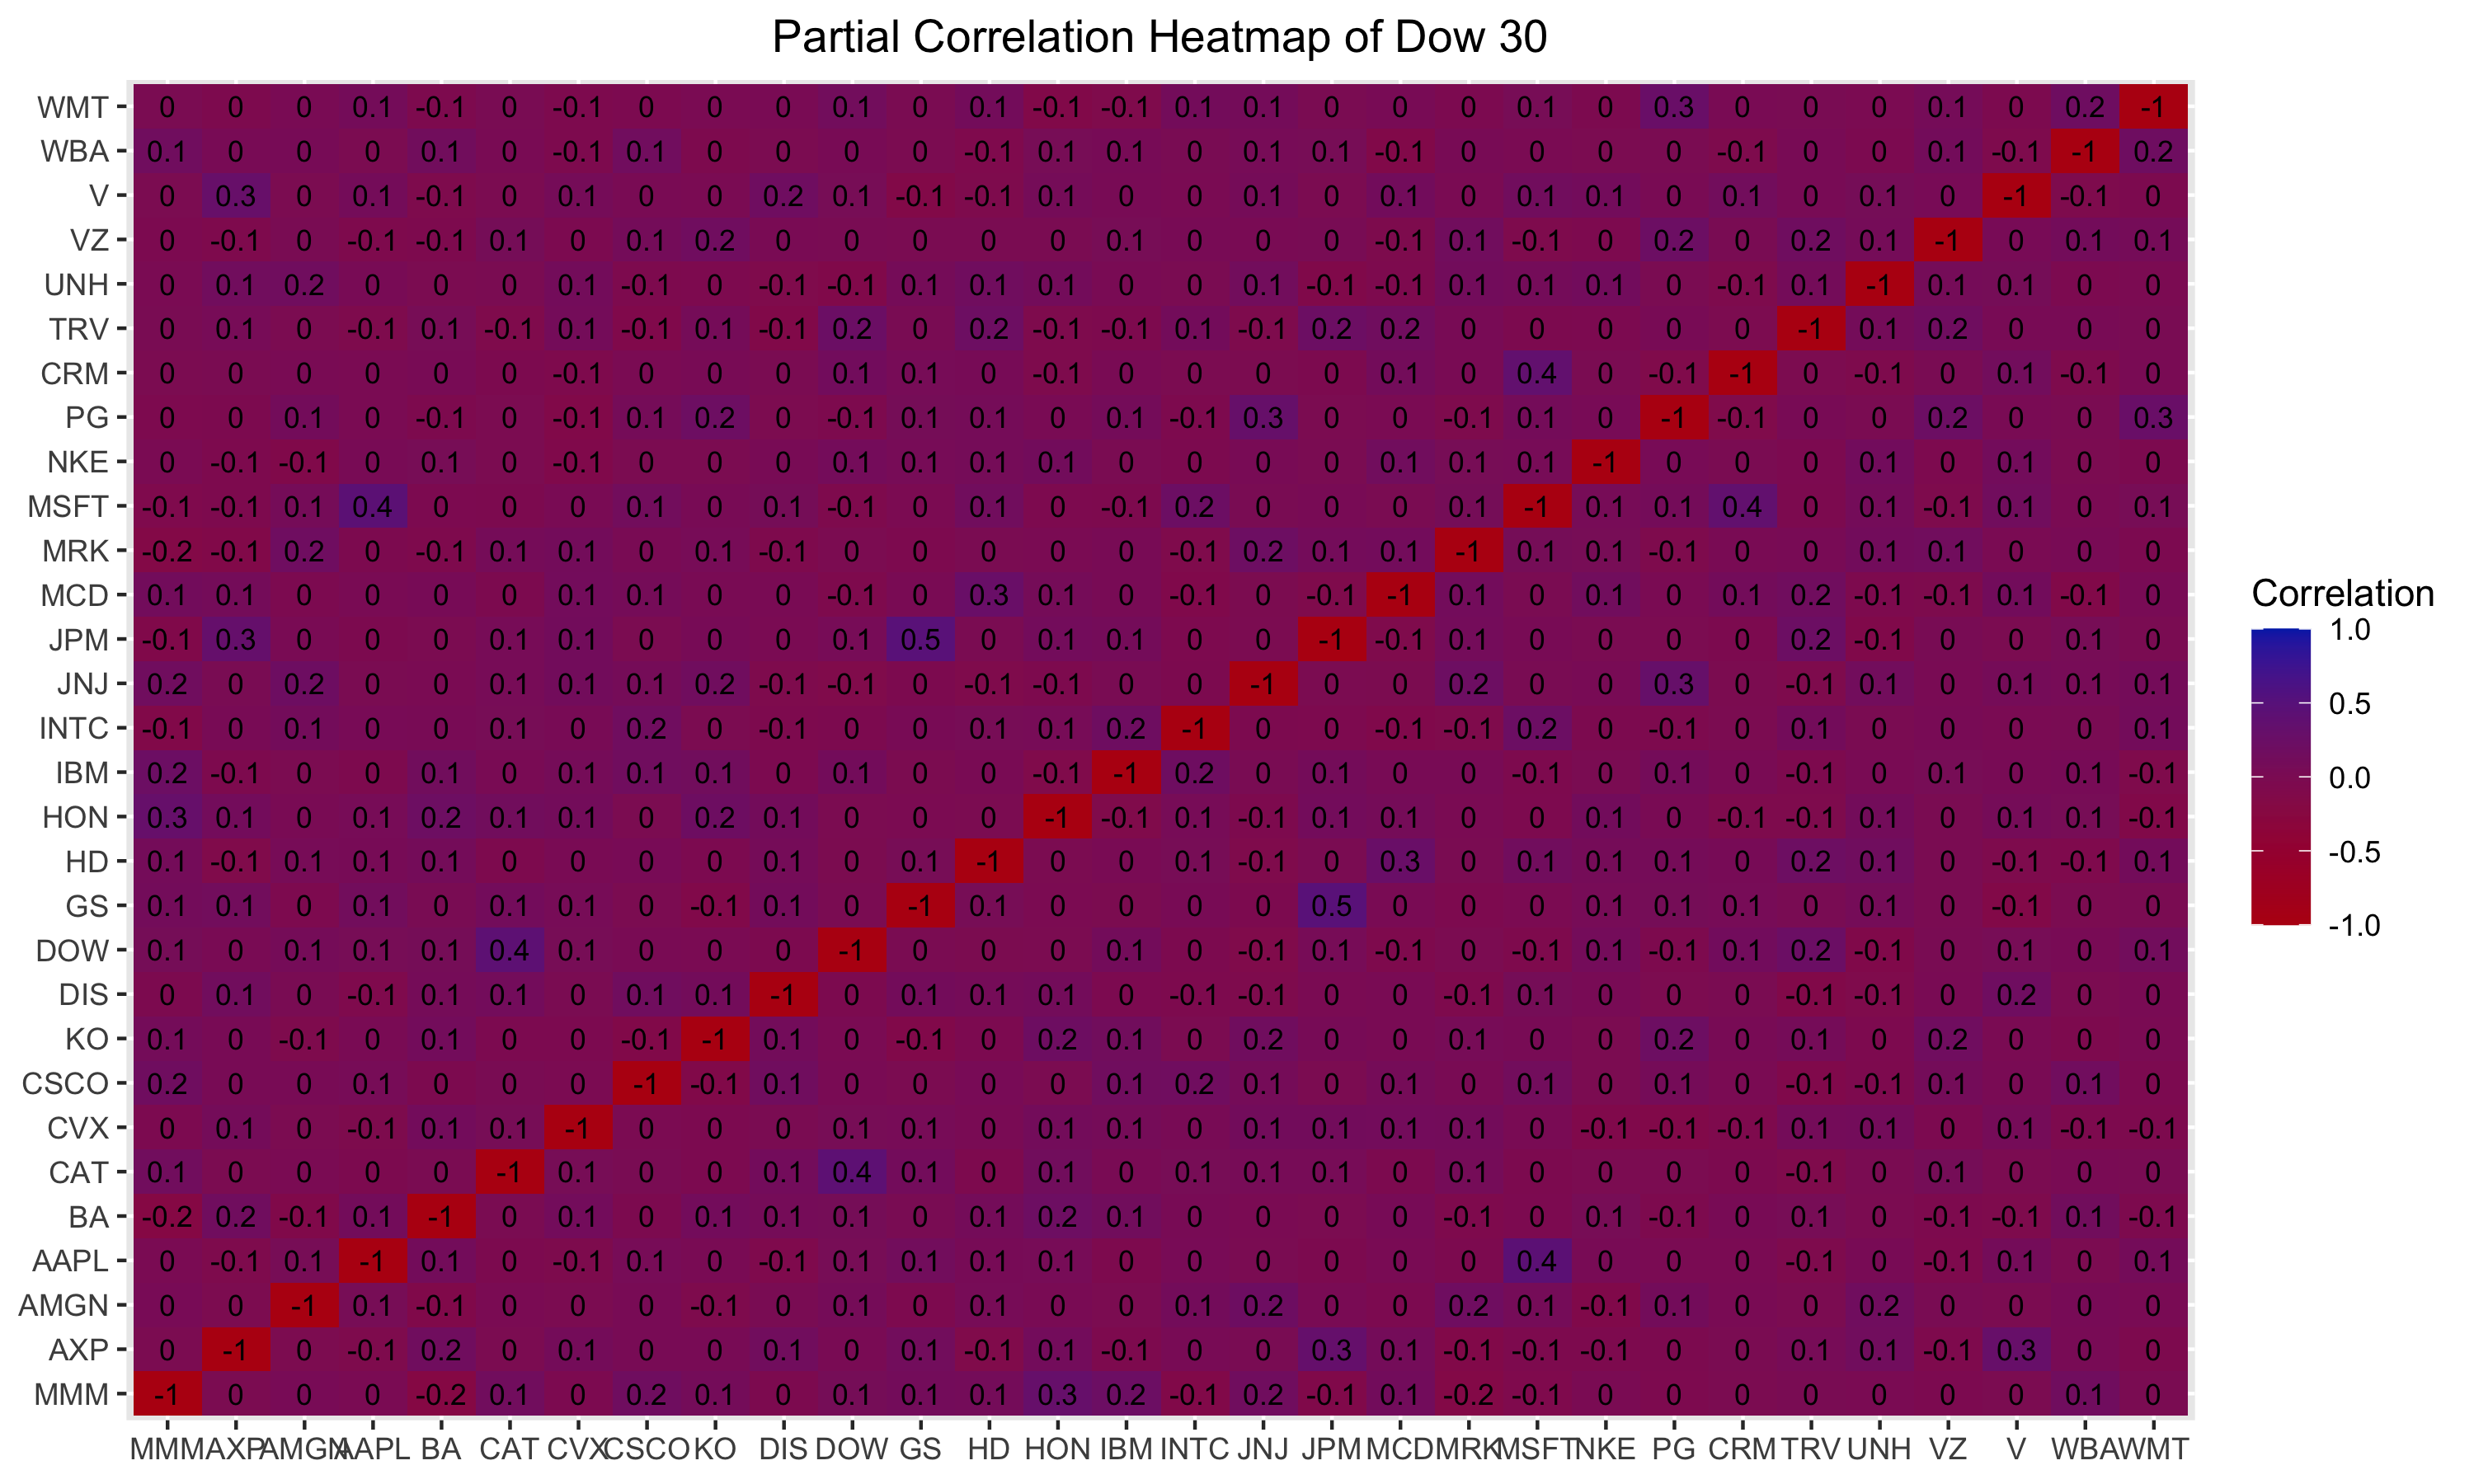 Partial Correlation Heatmap of Dow 30
WMT 0 0 0 0.1 -0.1 0 -0.1 0 0 0 0.1 0 0.1 -0.1 -0.1 0.1 0.1 0 0 0 0.1 0 0.3 0 0 0 0.1 0 0.2 -1
WBA 0.1 0 0 0 0.1 0 -0.1 0.1 0 0 0 0 -0.1 0.1 0.1 0 0.1 0.1 -0.1 0 0 0 0 -0.1 0 0 0.1 -0.1 -1 0.2
V 0 0.3 0 0.1 -0.1 0 0.1 0 0 0.2 0.1 -0.1 -0.1 0.1 0 0 0.1 0 0.1 0 0.1 0.1 0 0.1 0 0.1 0 -1 -0.1 0
VZ 0 -0.1 0 -0.1 -0.1 0.1 0 0.1 0.2 0 0 0 0 0 0.1 0 0 0 -0.1 0.1 -0.1 0 0.2 0 0.2 0.1 -1 0 0.1 0.1
UNH 0 0.1 0.2 0 0 0 0.1 -0.1 0 -0.1 -0.1 0.1 0.1 0.1 0 0 0.1 -0.1 -0.1 0.1 0.1 0.1 0 -0.1 0.1 -1 0.1 0.1 0 0
TRV 0 0.1 0 -0.1 0.1 -0.1 0.1 -0.1 0.1 -0.1 0.2 0 0.2 -0.1 -0.1 0.1 -0.1 0.2 0.2 0 0 0 0 0 -1 0.1 0.2 0 0 0
CRM 0 0 0 0 0 0 -0.1 0 0 0 0.1 0.1 0 -0.1 0 0 0 0 0.1 0 0.4 0 -0.1 -1 0 -0.1 0 0.1 -0.1 0
PG 0 0 0.1 0 -0.1 0 -0.1 0.1 0.2 0 -0.1 0.1 0.1 0 0.1 -0.1 0.3 0 0 -0.1 0.1 0 -1 -0.1 0 0 0.2 0 0 0.3
NKE 0 -0.1 -0.1 0 0.1 0 -0.1 0 0 0 0.1 0.1 0.1 0.1 0 0 0 0 0.1 0.1 0.1 -1 0 0 0 0.1 0 0.1 0 0
MSFT -0.1 -0.1 0.1 0.4 0 0 0 0.1 0 0.1 -0.1 0 0.1 0 -0.1 0.2 0 0 0 0.1 -1 0.1 0.1 0.4 0 0.1 -0.1 0.1 0 0.1
MRK -0.2 -0.1 0.2 0 -0.1 0.1 0.1 0 0.1 -0.1 0 0 0 0 0 -0.1 0.2 0.1 0.1 -1 0.1 0.1 -0.1 0 0 0.1 0.1 0 0 0
MCD 0.1 0.1 0 0 0 0 0.1 0.1 0 0 -0.1 0 0.3 0.1 0 -0.1 0 -0.1 -1 0.1 0 0.1 0 0.1 0.2 -0.1 -0.1 0.1 -0.1 0
JPM -0.1 0.3 0 0 0 0.1 0.1 0 0 0 0.1 0.5 0 0.1 0.1 0 0 -1 -0.1 0.1 0 0 0 0 0.2 -0.1 0 0 0.1 0
JNJ 0.2 0 0.2 0 0 0.1 0.1 0.1 0.2 -0.1 -0.1 0 -0.1 -0.1 0 0 -1 0 0 0.2 0 0 0.3 0 -0.1 0.1 0 0.1 0.1 0.1
INTC -0.1 0 0.1 0 0 0.1 0 0.2 0 -0.1 0 0 0.1 0.1 0.2 -1 0 0 -0.1 -0.1 0.2 0 -0.1 0 0.1 0 0 0 0 0.1
IBM 0.2 -0.1 0 0 0.1 0 0.1 0.1 0.1 0 0.1 0 0 -0.1 -1 0.2 0 0.1 0 0 -0.1 0 0.1 0 -0.1 0 0.1 0 0.1 -0.1
HON 0.3 0.1 0 0.1 0.2 0.1 0.1 0 0.2 0.1 0 0 0 -1 -0.1 0.1 -0.1 0.1 0.1 0 0 0.1 0 -0.1 -0.1 0.1 0 0.1 0.1 -0.1
HD 0.1 -0.1 0.1 0.1 0.1 0 0 0 0 0.1 0 0.1 -1 0 0 0.1 -0.1 0 0.3 0 0.1 0.1 0.1 0 0.2 0.1 0 -0.1 -0.1 0.1
GS 0.1 0.1 0 0.1 0 0.1 0.1 0 -0.1 0.1 0 -1 0.1 0 0 0 0 0.5 0 0 0 0.1 0.1 0.1 0 0.1 0 -0.1 0 0
DOW 0.1 0 0.1 0.1 0.1 0.4 0.1 0 0 0 -1 0 0 0 0.1 0 -0.1 0.1 -0.1 0 -0.1 0.1 -0.1 0.1 0.2 -0.1 0 0.1 0 0.1
DIS 0 0.1 0 -0.1 0.1 0.1 0 0.1 0.1 -1 0 0.1 0.1 0.1 0 -0.1 -0.1 0 0 -0.1 0.1 0 0 0 -0.1 -0.1 0 0.2 0 0
KO 0.1 0 -0.1 0 0.1 0 0 -0.1 -1 0.1 0 -0.1 0 0.2 0.1 0 0.2 0 0 0.1 0 0 0.2 0 0.1 0 0.2 0 0 0
CSCO 0.2 0 0 0.1 0 0 0 -1 -0.1 0.1 0 0 0 0 0.1 0.2 0.1 0 0.1 0 0.1 0 0.1 0 -0.1 -0.1 0.1 0 0.1 0
CVX 0 0.1 0 -0.1 0.1 0.1 -1 0 0 0 0.1 0.1 0 0.1 0.1 0 0.1 0.1 0.1 0.1 0 -0.1 -0.1 -0.1 0.1 0.1 0 0.1 -0.1 -0.1
CAT 0.1 0 0 0 0 -1 0.1 0 0 0.1 0.4 0.1 0 0.1 0 0.1 0.1 0.1 0 0.1 0 0 0 0 -0.1 0 0.1 0 0 0
BA -0.2 0.2 -0.1 0.1 -1 0 0.1 0 0.1 0.1 0.1 0 0.1 0.2 0.1 0 0 0 0 -0.1 0 0.1 -0.1 0 0.1 0 -0.1 -0.1 0.1 -0.1
AAPL 0 -0.1 0.1 -1 0.1 0 -0.1 0.1 0 -0.1 0.1 0.1 0.1 0.1 0 0 0 0 0 0 0.4 0 0 0 -0.1 0 -0.1 0.1 0 0.1
AMGN 0 0 -1 0.1 -0.1 0 0 0 -0.1 0 0.1 0 0.1 0 0 0.1 0.2 0 0 0.2 0.1 -0.1 0.1 0 0 0.2 0 0 0 0
AXP 0 -1 0 -0.1 0.2 0 0.1 0 0 0.1 0 0.1 -0.1 0.1 -0.1 0 0 0.3 0.1 -0.1 -0.1 -0.1 0 0 0.1 0.1 -0.1 0.3 0 0
MMM -1 0 0 0 -0.2 0.1 0 0.2 0.1 0 0.1 0.1 0.1 0.3 0.2 -0.1 0.2 -0.1 0.1 -0.2 -0.1 0 0 0 0 0 0 0 0.1 0
MMM AXP AMGN AAPL BA CAT CVX CSCO KO DIS DOW GS HD HON IBM INTC JNJ JPM MCD MRK MSFT NKE PG CRM TRV UNH VZ V WBA WMT
Correlation
1.0
0.5
0.0
-0.5
-1.0